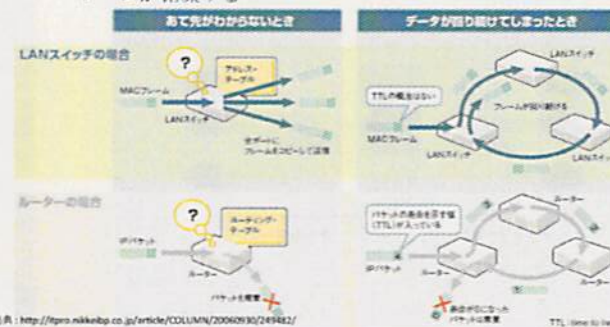 あて先がわからないとき
データが回り続けてしまったとき
LANスイッチの場合
?
アドレス・
テーブル
MACフレーム
LANスイッチ
全ポートに
フレームをコピーして送信
LANスイッチ
TTLの概念はない
フレームが回り続ける
MACフレーム
LANスイッチ
LANスイッチ
ルーターの場合
?
ルーティング・
テーブル
IPパケット
ルーター
パケットを廃棄
ルーター
パケットの寿命を示す値
(TTL)が入っている
IPパケット
ルーター
ルーター
寿命が0になった
パケットは廃棄
http://itpro.nikkeibp.co.jp/article/COLUMN/20060930/249482/
TTL: time to